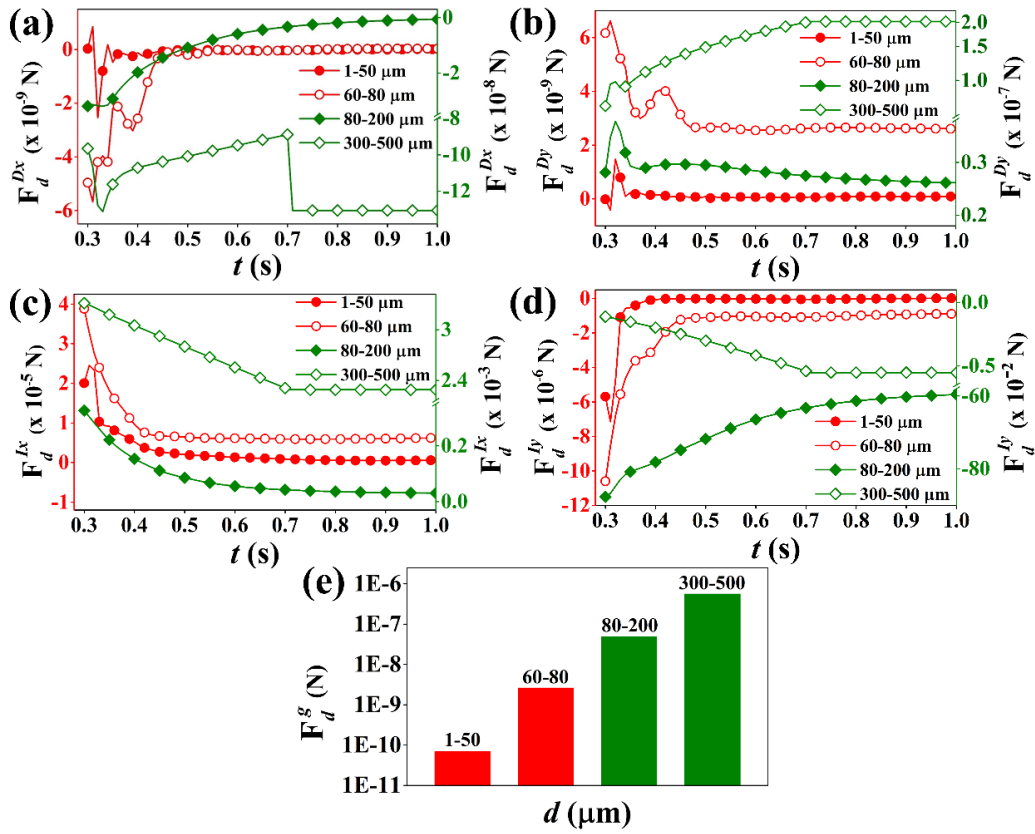 (a)
F_d^{Dx} (x 10^{-9} N)
0
-2
-4
-6
0.3 0.4 0.5 0.6 0.7 0.8 0.9 1.0
t (s)
1-50 μm
60-80 μm
80-200 μm
300-500 μm
0
-2
-8
-10
-12
F_d^{Dx} (x 10^{-8} N)
(b)
F_d^{Dy} (x 10^{-9} N)
6
4
2
0
0.3 0.4 0.5 0.6 0.7 0.8 0.9 1.0
t (s)
1-50 μm
60-80 μm
80-200 μm
300-500 μm
2.0
1.5
1.0
0.3
0.2
F_d^{Dy} (x 10^{-7} N)
(c)
F_d^{Ix} (x 10^{-5} N)
4
3
2
1
0
-1
0.3 0.4 0.5 0.6 0.7 0.8 0.9 1.0
t (s)
1-50 μm
60-80 μm
80-200 μm
300-500 μm
3
2.4
0.2
0.0
F_d^{Ix} (x 10^{-3} N)
(d)
F_d^{Iy} (x 10^{-6} N)
0
-2
-4
-6
-8
-10
-12
0.3 0.4 0.5 0.6 0.7 0.8 0.9 1.0
t (s)
1-50 μm
60-80 μm
80-200 μm
300-500 μm
0.0
-0.5
-60
-80
F_d^{Iy} (x 10^{-2} N)
(e)
F_d^g (N)
1E-6
1E-7
1E-8
1E-9
1E-10
1E-11
1-50
60-80
80-200
300-500
d (μm)